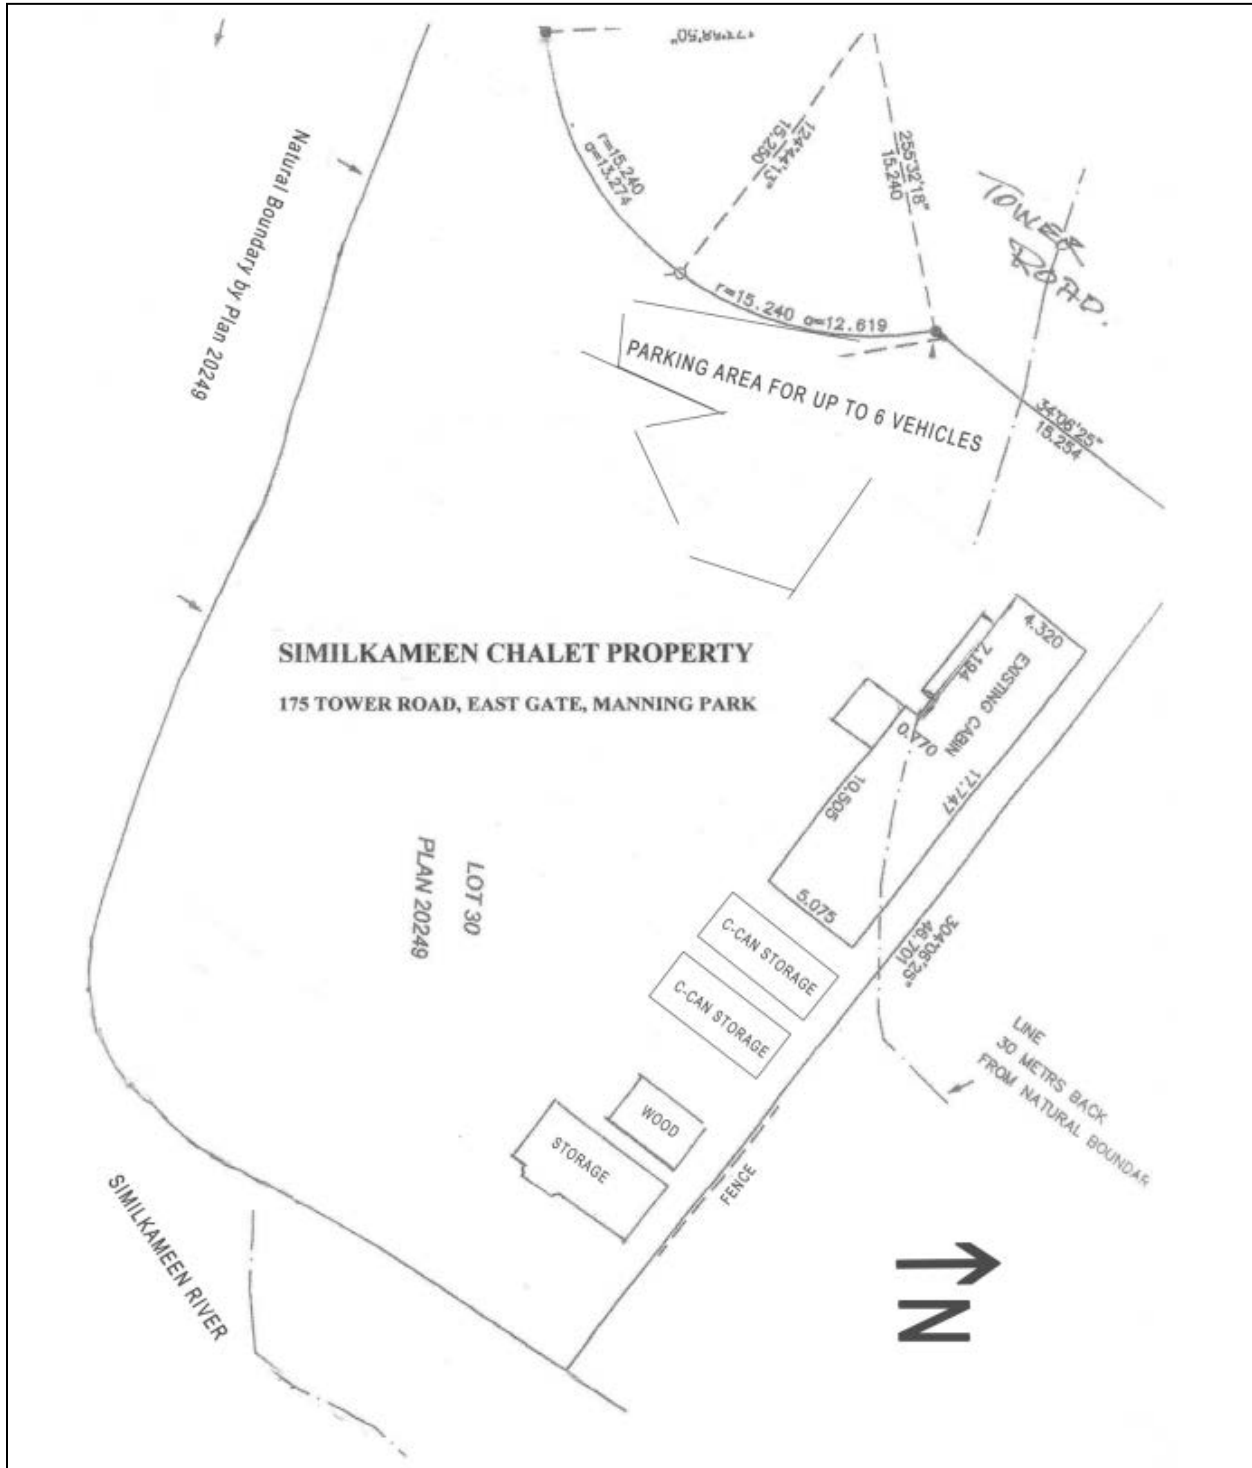 r=15.240
a=13.274
124°44'13"
15.250
255°32'18"
15.240
TOWER
ROAD.
r=15.240 a=12.619
PARKING AREA FOR UP TO 6 VEHICLES
34°06'25"
15.254
Natural Boundary by Plan 20249
SIMILKAMEEN CHALET PROPERTY
175 TOWER ROAD, EAST GATE, MANNING PARK
4.320
7.194
EXISTING CABIN
0.770
17.747
10.505
5.075
LOT 30
PLAN 20249
C-CAN STORAGE
C-CAN STORAGE
304°06'25"
46.701
LINE
30 METRS BACK
FROM NATURAL BOUNDAR
WOOD
STORAGE
FENCE
SIMILKAMEEN RIVER
N